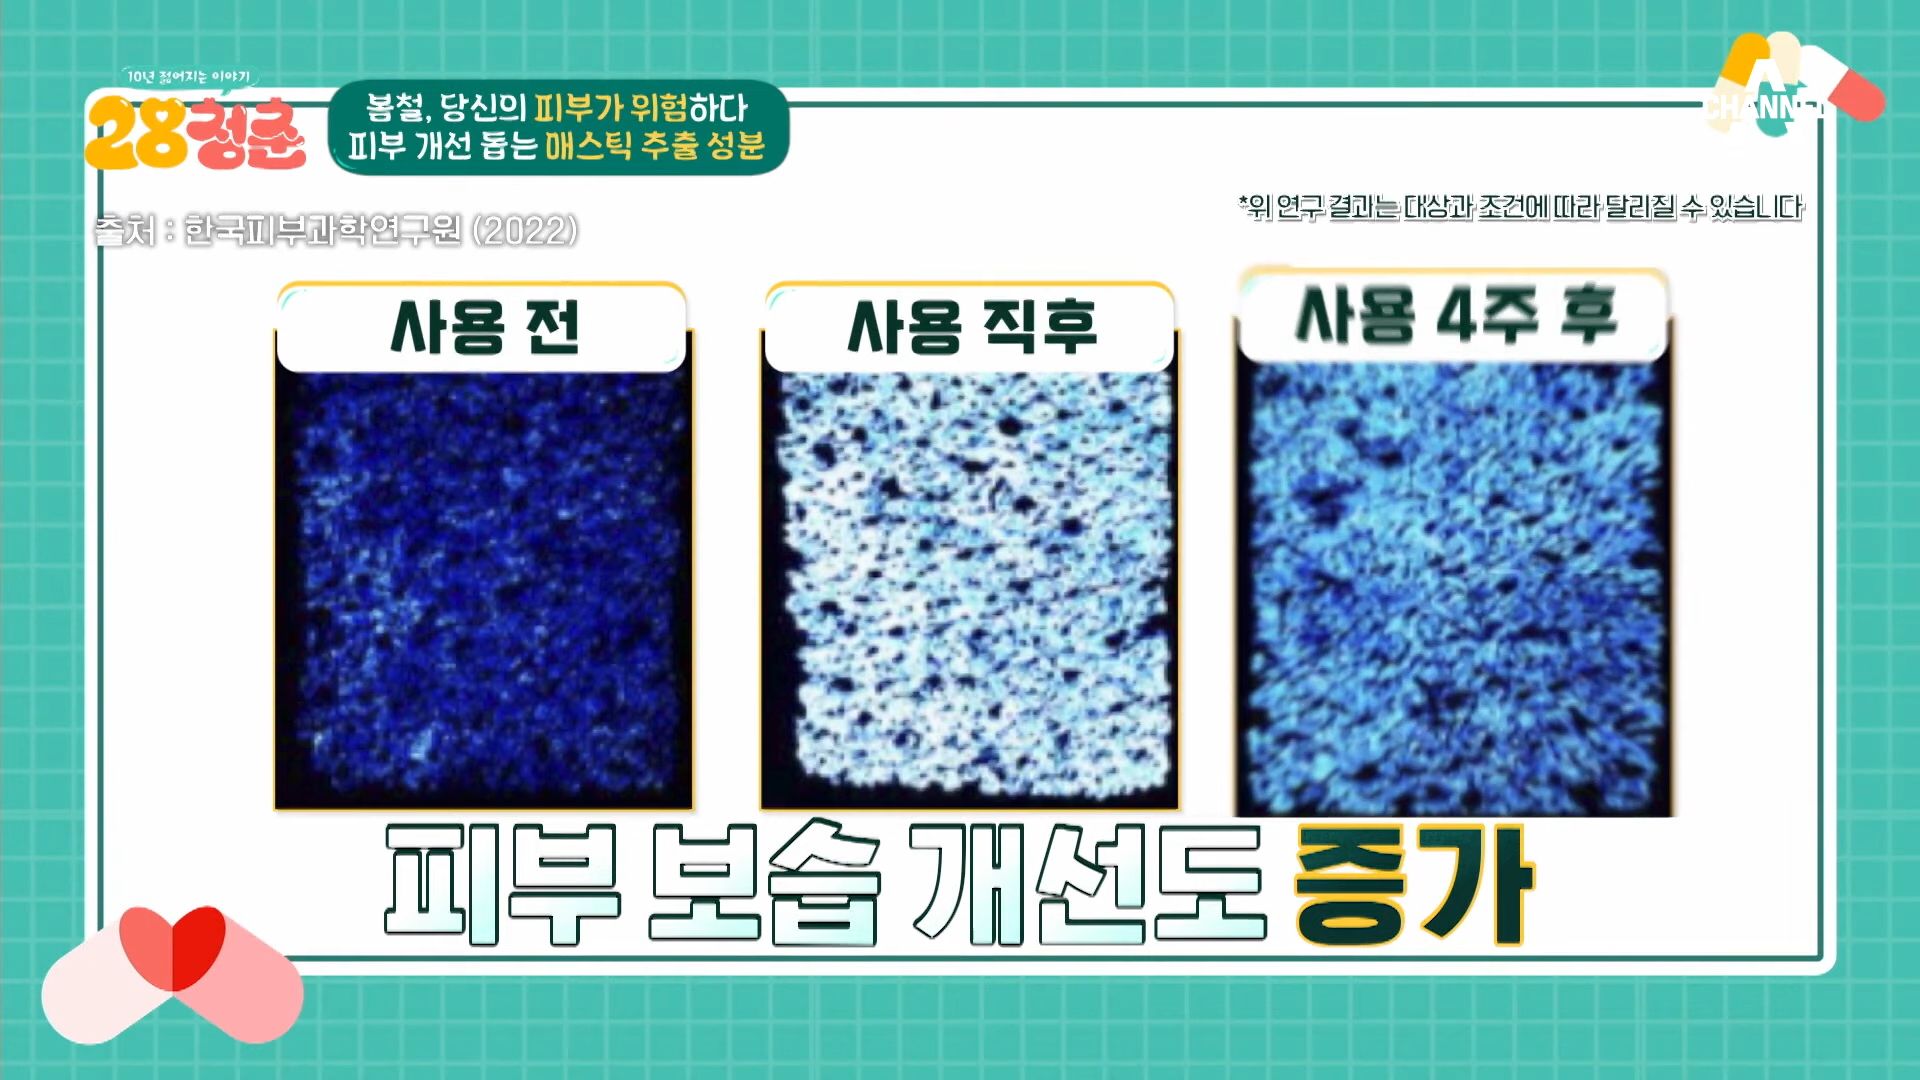 10년 젊어지는 이야기
28청춘
봄철, 당신의 피부가 위험하다
피부 개선 돕는 매스틱 추출 성분
CHANNEL A
*위 연구 결과는 대상과 조건에 따라 달라질 수 있습니다
출처 : 한국피부과학연구원 (2022)
사용 전
사용 직후
사용 4주 후
피부 보습 개선도 증가